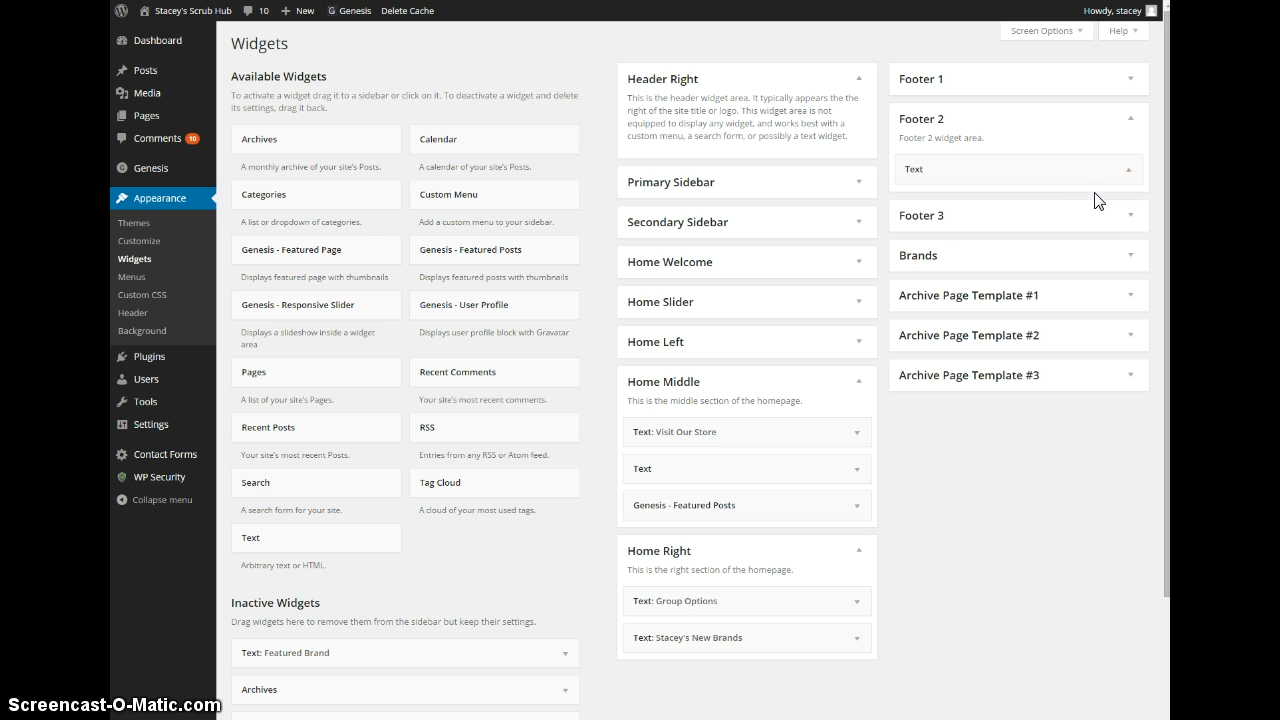 Stacey's Scrub Hub 10 New Genesis Delete Cache Howdy, stacey
Screen Options Help
Dashboard
Posts
Media
Pages
Comments 10
Genesis
Appearance
Themes
Customize
Widgets
Menus
Custom CSS
Header
Background
Plugins
Users
Tools
Settings
Contact Forms
WP Security
Collapse menu
Widgets
Available Widgets
To activate a widget drag it to a sidebar or click on it. To deactivate a widget and delete
its settings, drag it back.
Archives
A monthly archive of your site's Posts.
Calendar
A calendar of your site's Posts.
Categories
A list or dropdown of categories.
Custom Menu
Add a custom menu to your sidebar.
Genesis - Featured Page
Displays featured page with thumbnails
Genesis - Featured Posts
Displays featured posts with thumbnails
Genesis - Responsive Slider
Displays a slideshow inside a widget
area
Genesis - User Profile
Displays user profile block with Gravatar
Pages
A list of your site's Pages.
Recent Comments
Your site's most recent comments.
Recent Posts
Your site's most recent Posts.
RSS
Entries from any RSS or Atom feed.
Search
A search form for your site.
Tag Cloud
A cloud of your most used tags.
Text
Arbitrary text or HTML.
Inactive Widgets
Drag widgets here to remove them from the sidebar but keep their settings.
Text: Featured Brand
Archives
Header Right
This is the header widget area. It typically appears the the
right of the site title or logo. This widget area is not
equipped to display any widget, and works best with a
custom menu, a search form, or possibly a text widget.
Primary Sidebar
Secondary Sidebar
Home Welcome
Home Slider
Home Left
Home Middle
This is the middle section of the homepage.
Text: Visit Our Store
Text
Genesis - Featured Posts
Home Right
This is the right section of the homepage.
Text: Group Options
Text: Stacey's New Brands
Footer 1
Footer 2
Footer 2 widget area.
Text
Footer 3
Brands
Archive Page Template #1
Archive Page Template #2
Archive Page Template #3
Screencast-O-Matic.com